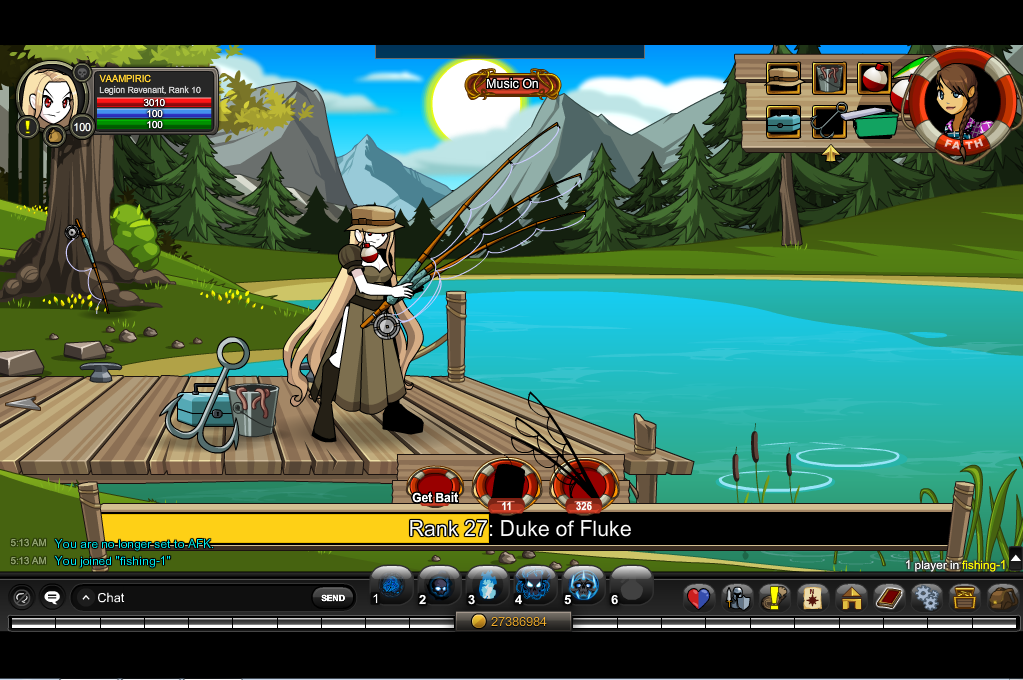 Music On
VAAMPIRIC
Legion Revenant, Rank 10
3010
100
100
100
FAITH
Get Bait
11
326
Rank 27: Duke of Fluke
5:13 AM You are no longer set to AFK.
5:13 AM You joined "fishing-1"
1 player in fishing-1
Chat
SEND
1
2
3
4
5
6
27386984